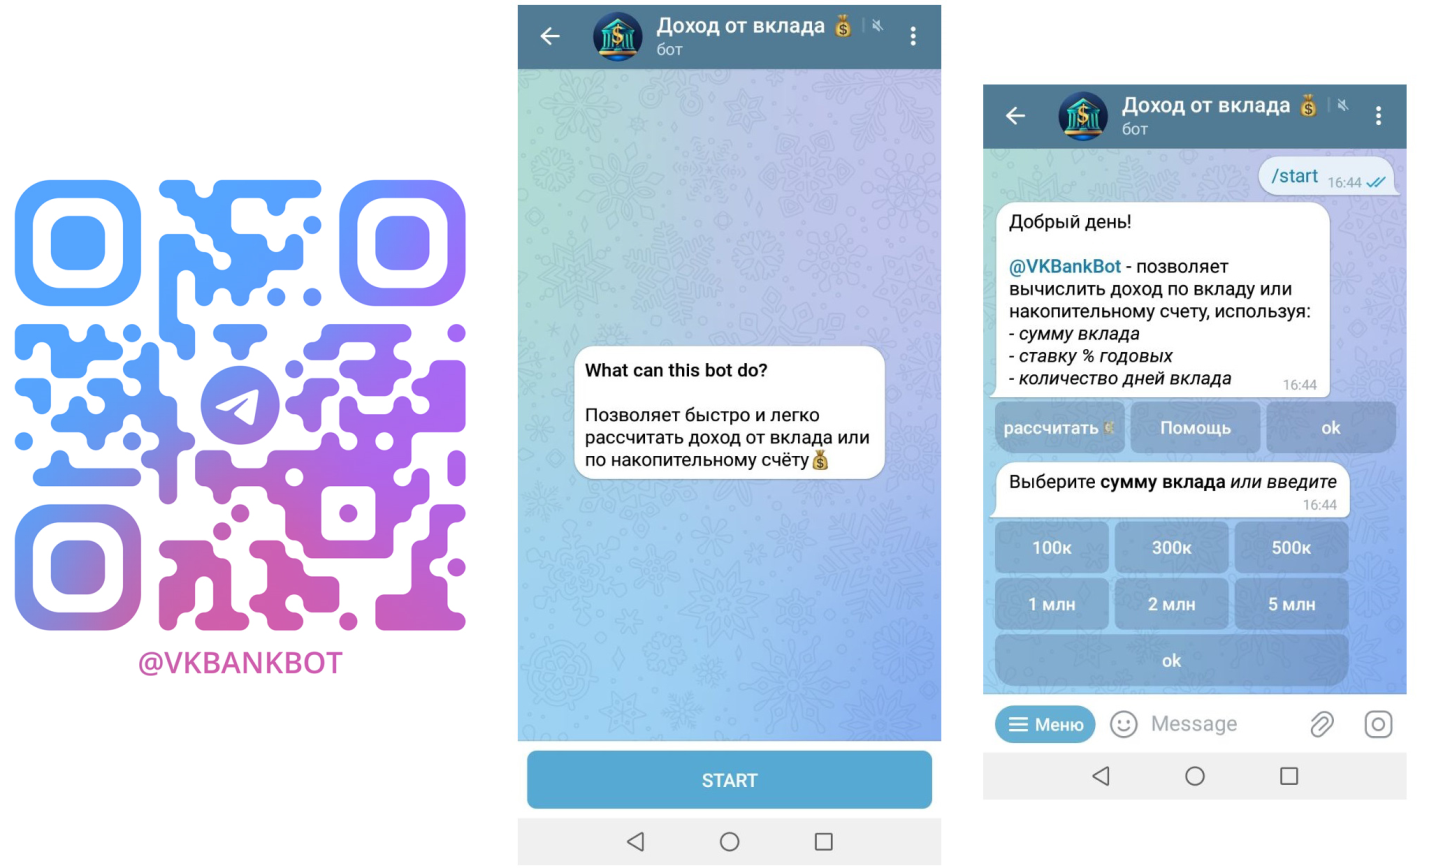 @VKBANKBOT
Доход от вклада 💰
бот
What can this bot do?
Позволяет быстро и легко
рассчитать доход от вклада или
по накопительному счёту💰
START
Доход от вклада 💰
бот
/start 16:44
Добрый день!
@VKBankBot - позволяет
вычислить доход по вкладу или
накопительному счету, используя:
- сумму вклада
- ставку % годовых
- количество дней вклада 16:44
рассчитать Помощь ok
Выберите сумму вклада или введите
16:44
100к 300к 500к
1 млн 2 млн 5 млн
ok
Меню Message